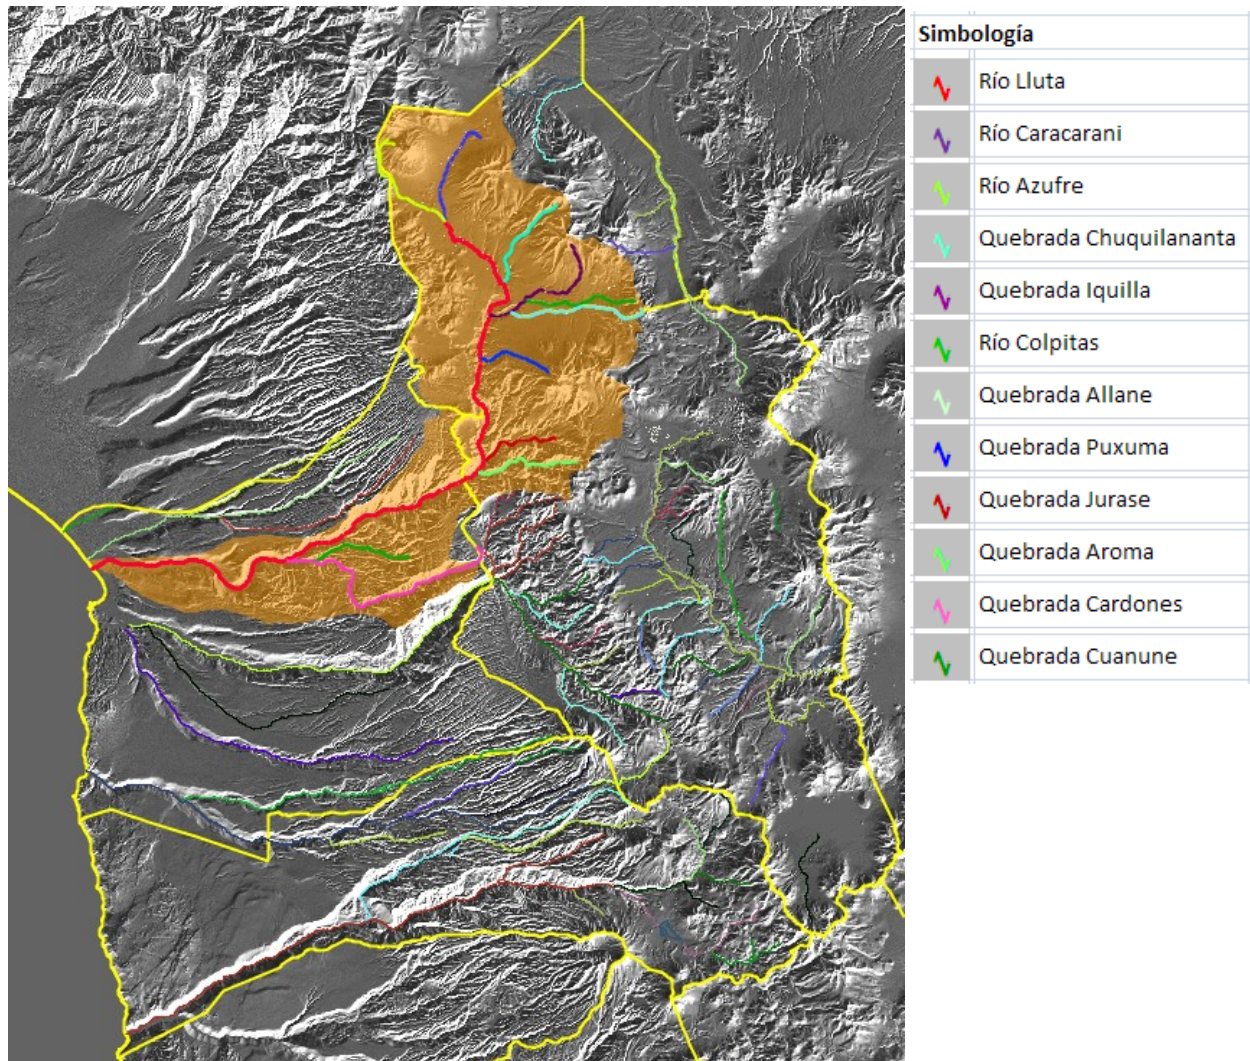 Simbología
Río Lluta
Río Caracarani
Río Azufre
Quebrada Chuquilananta
Quebrada Iquilla
Río Colpitas
Quebrada Allane
Quebrada Puxuma
Quebrada Jurase
Quebrada Aroma
Quebrada Cardones
Quebrada Cuanune